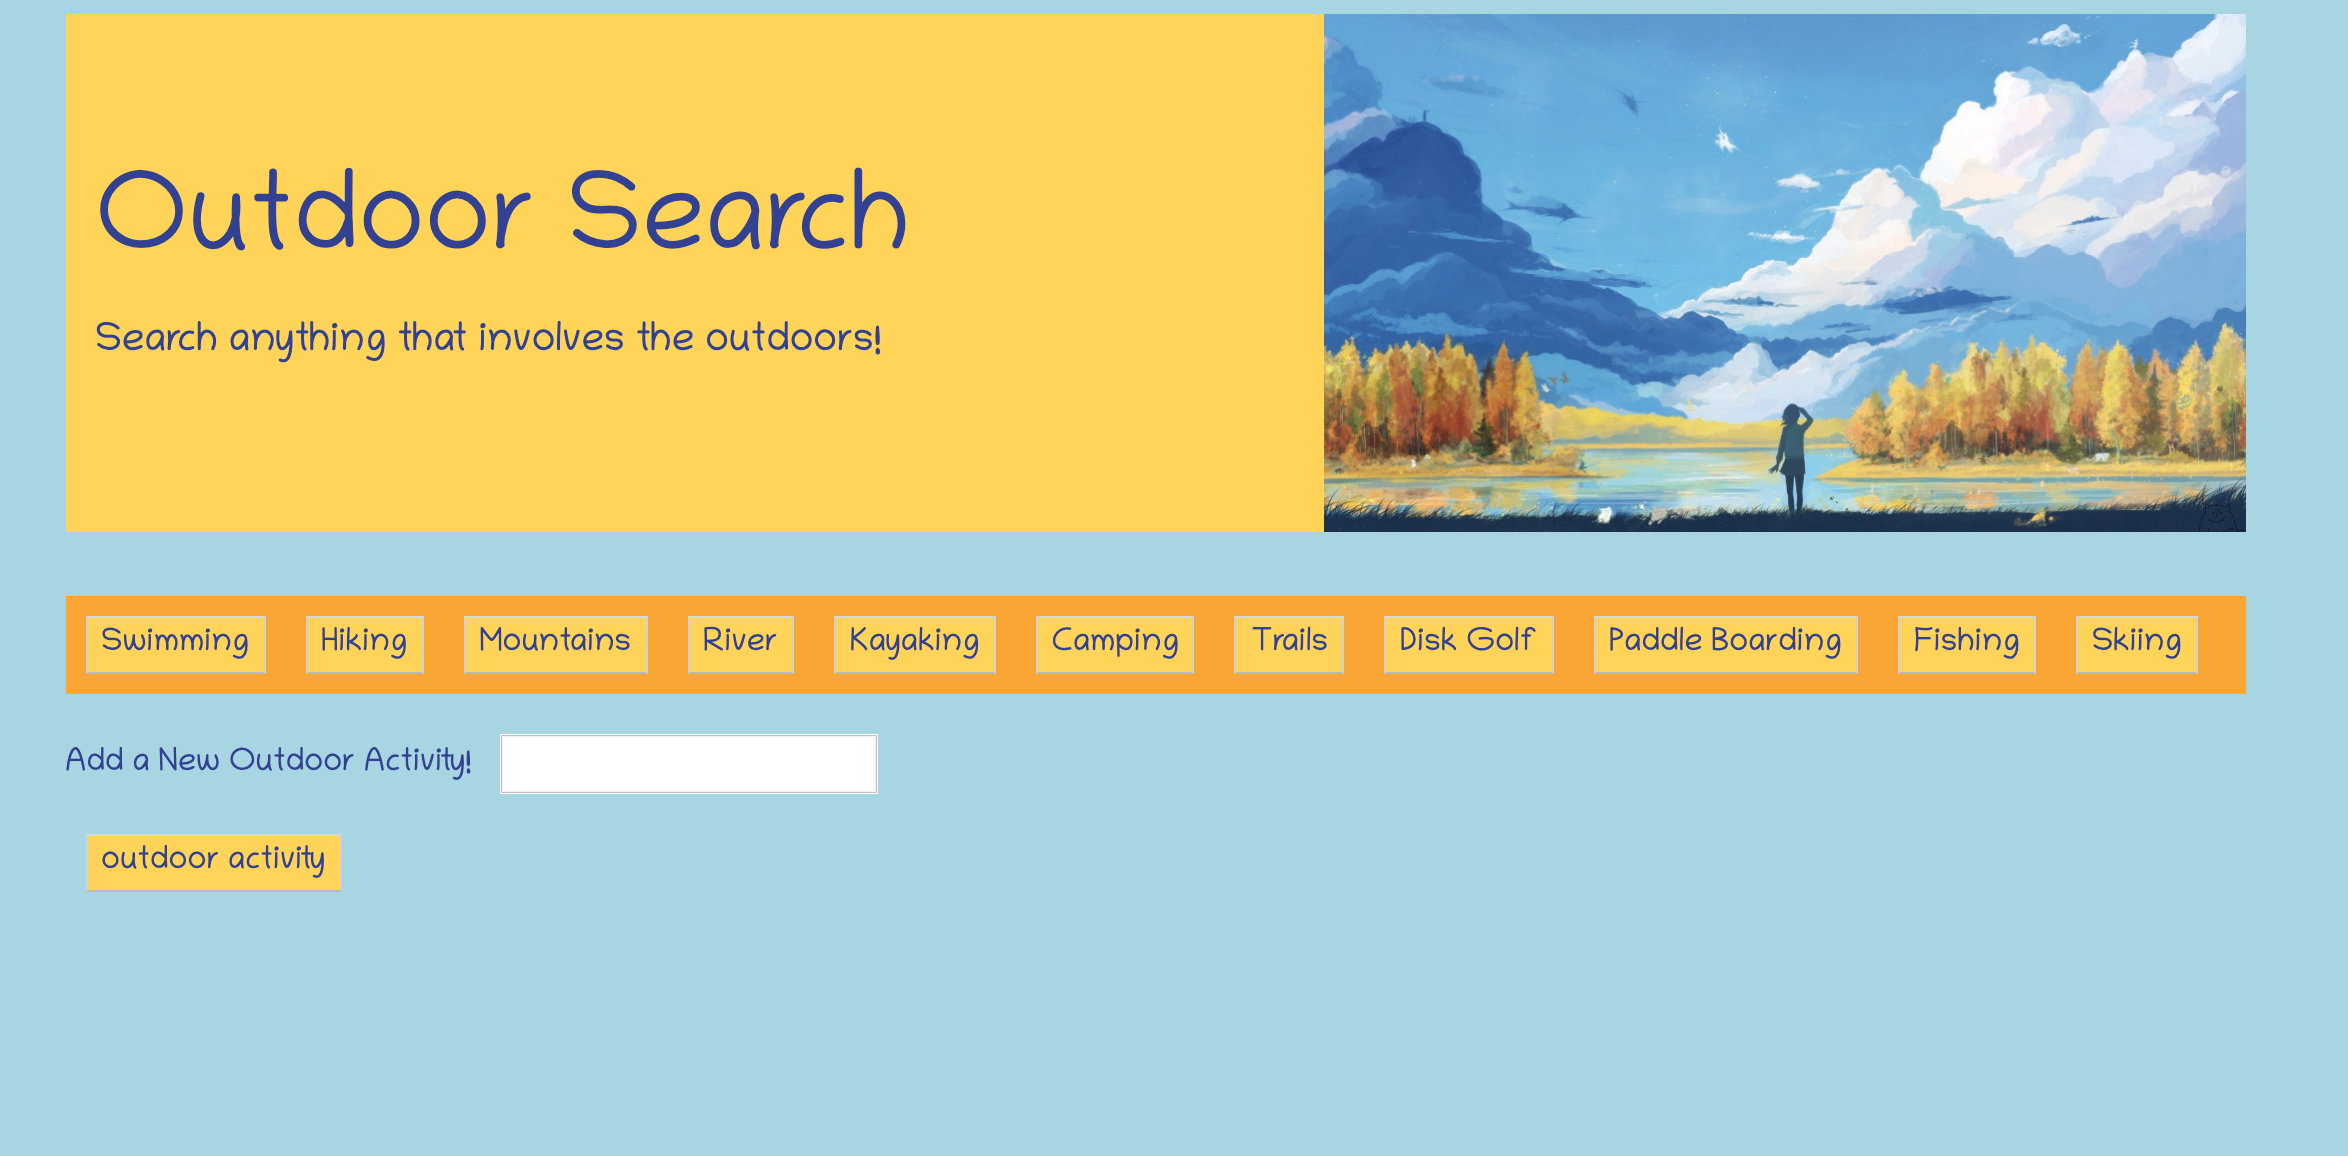 Outdoor Search
Search anything that involves the outdoors!
Swimming Hiking Mountains River Kayaking Camping Trails Disk Golf Paddle Boarding Fishing Skiing
Add a New Outdoor Activity!
outdoor activity